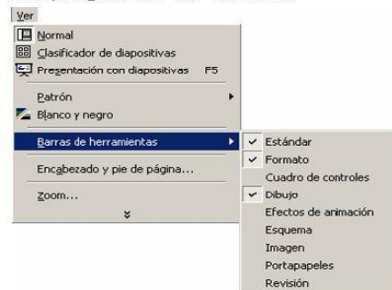 Ver
Normal
Clasificador de diapositivas
Presentación con diapositivas F5
Patrón
Blanco y negro
Barras de herramientas
Encabezado y pie de página...
Zoom...
Estándar
Formato
Cuadro de controles
Dibujo
Efectos de animación
Esquema
Imagen
Portapapeles
Revisión